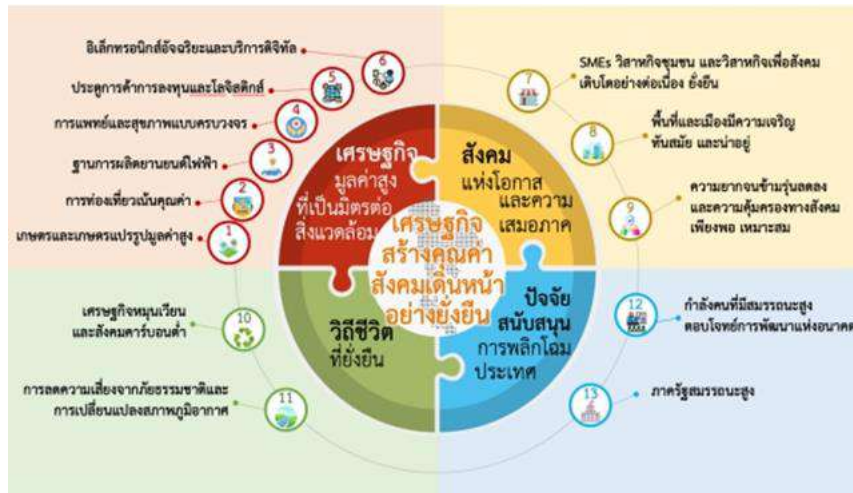 อิเล็กทรอนิกส์อัจฉริยะและบริการดิจิทัล
6
ประตูการค้าการลงทุนและโลจิสติกส์
5
การแพทย์และสุขภาพแบบครบวงจร
4
ฐานการผลิตยานยนต์ไฟฟ้า
3
การท่องเที่ยวเน้นคุณค่า
2
เกษตรและเกษตรแปรรูปมูลค่าสูง
1
เศรษฐกิจ
มูลค่าสูง
ที่เป็นมิตรต่อ
สิ่งแวดล้อม
สังคม
แห่งโอกาส
และความ
เสมอภาค
7
SMEs วิสาหกิจชุมชน และวิสาหกิจเพื่อสังคม
เติบโตอย่างต่อเนื่อง ยั่งยืน
8
พื้นที่และเมืองมีความเจริญ
ทันสมัย และน่าอยู่
9
ความยากจนข้ามรุ่นลดลง
และความคุ้มครองทางสังคม
เพียงพอ เหมาะสม
เศรษฐกิจ
สร้างคุณค่า
สังคมเดินหน้า
อย่างยั่งยืน
เศรษฐกิจหมุนเวียน
และสังคมคาร์บอนต่ำ
10
การลดความเสี่ยงจากภัยธรรมชาติและ
การเปลี่ยนแปลงสภาพภูมิอากาศ
11
วิถีชีวิต
ที่ยั่งยืน
ปัจจัย
สนับสนุน
การพลิกโฉม
ประเทศ
12
กำลังคนที่มีสมรรถนะสูง
ตอบโจทย์การพัฒนาแห่งอนาคต
13
ภาครัฐสมรรถนะสูง